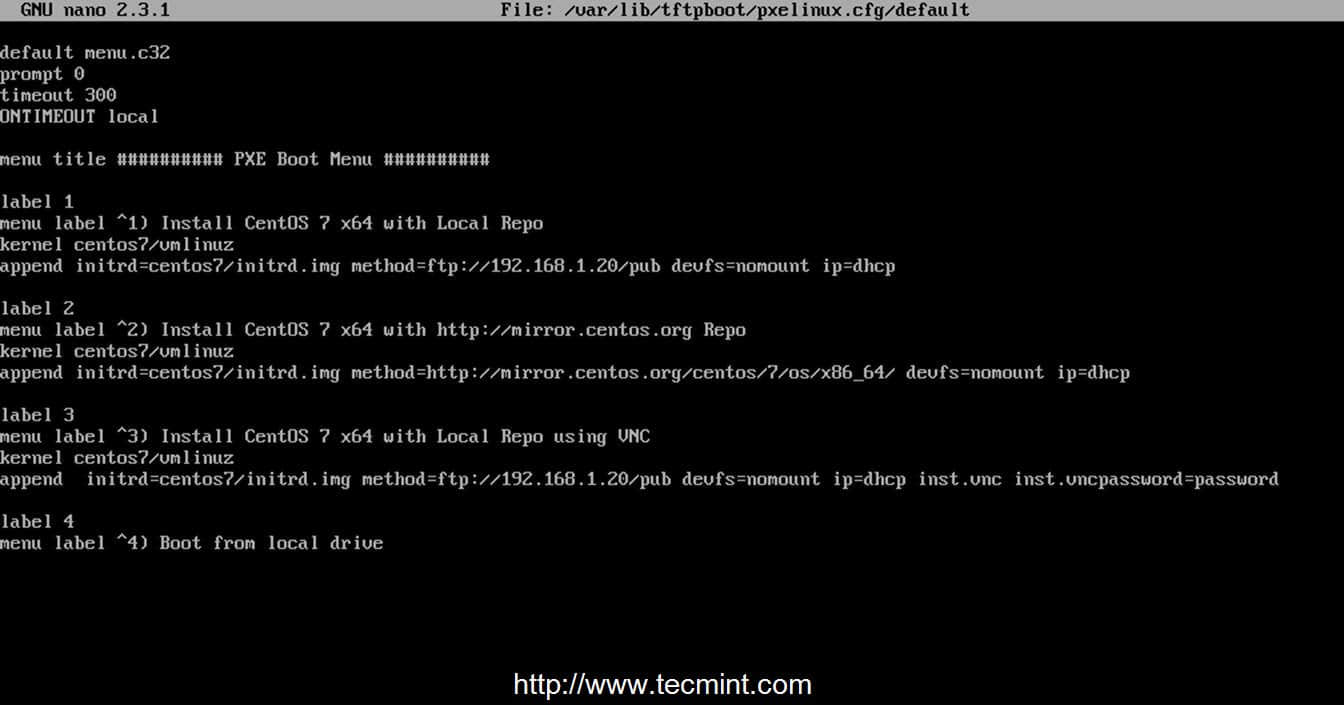 GNU nano 2.3.1 File: /var/lib/tftpboot/pxelinux.cfg/default
default menu.c32
prompt 0
timeout 300
ONTIMEOUT local
menu title ########## PXE Boot Menu ##########
label 1
menu label ^1) Install CentOS 7 x64 with Local Repo
kernel centos7/vmlinuz
append initrd=centos7/initrd.img method=ftp://192.168.1.20/pub devfs=nomount ip=dhcp
label 2
menu label ^2) Install CentOS 7 x64 with http://mirror.centos.org Repo
kernel centos7/vmlinuz
append initrd=centos7/initrd.img method=http://mirror.centos.org/centos/7/os/x86_64/ devfs=nomount ip=dhcp
label 3
menu label ^3) Install CentOS 7 x64 with Local Repo using VNC
kernel centos7/vmlinuz
append  initrd=centos7/initrd.img method=ftp://192.168.1.20/pub devfs=nomount ip=dhcp inst.vnc inst.vncpassword=password
label 4
menu label ^4) Boot from local drive
http://www.tecmint.com